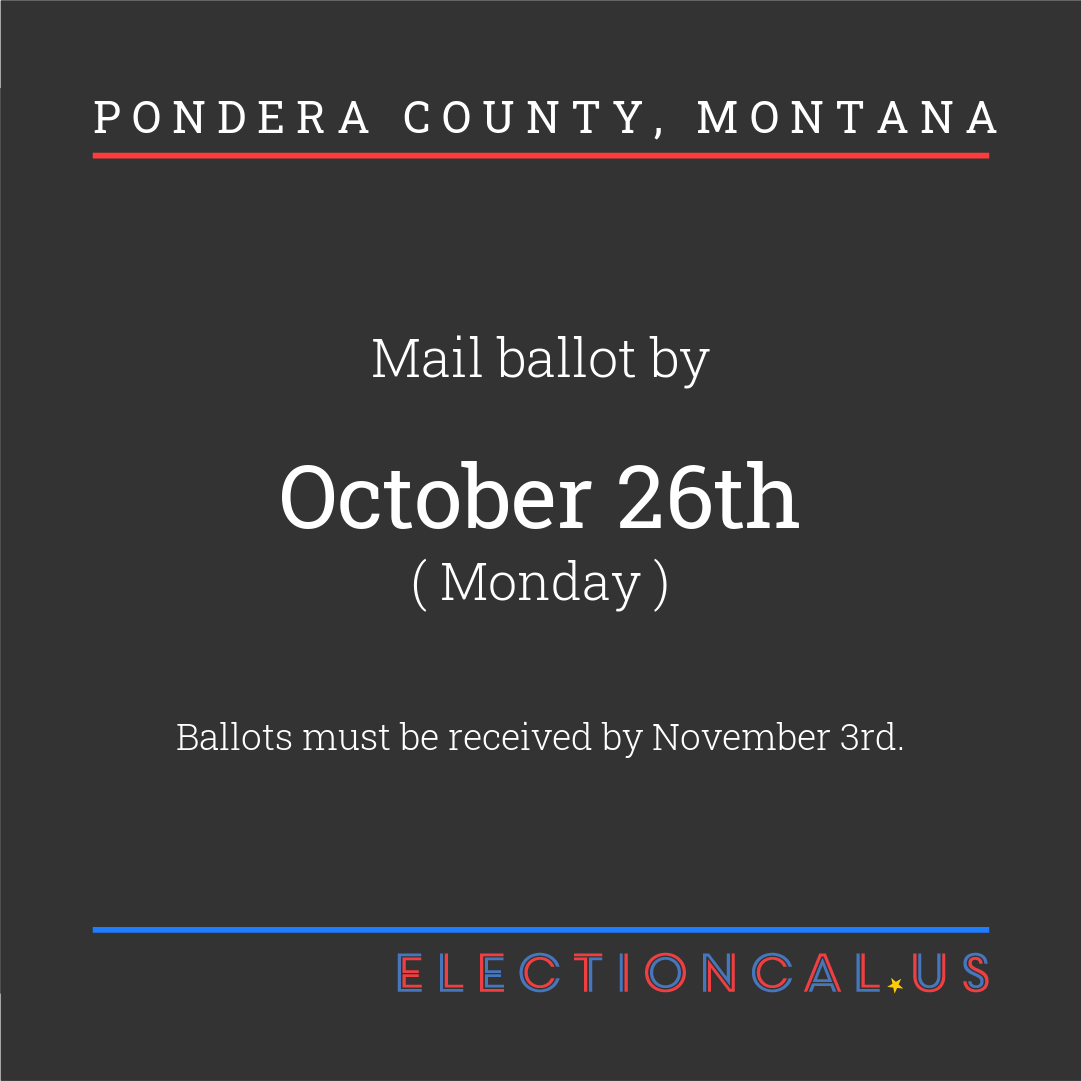 PONDERA COUNTY, MONTANA
Mail ballot by
October 26th
( Monday )
Ballots must be received by November 3rd.
ELECTIONCAL.US